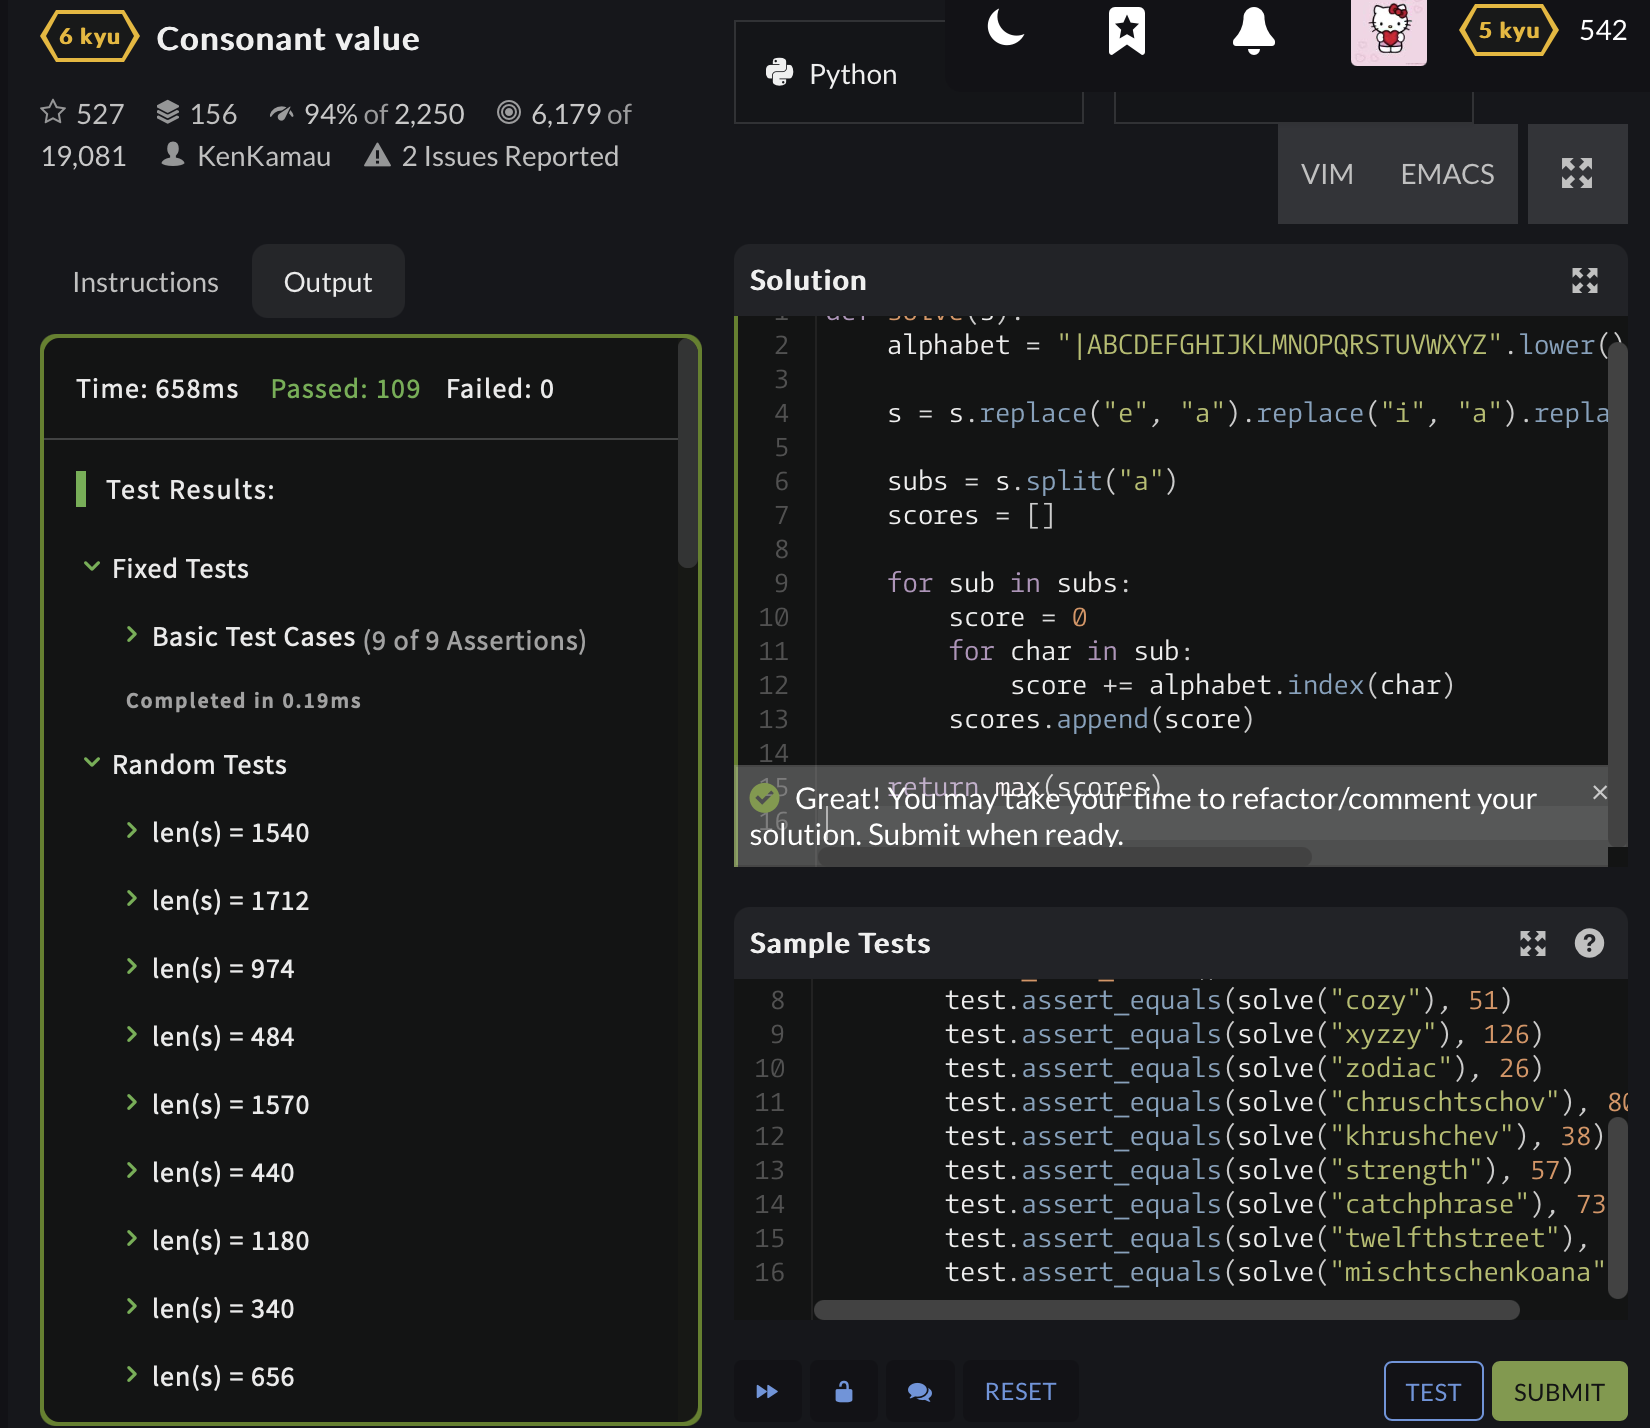 6 kyu Consonant value
527 156 94% of 2,250 6,179 of
19,081 KenKamau 2 Issues Reported
Python
5 kyu 542
VIM EMACS
Instructions Output
Time: 658ms Passed: 109 Failed: 0
Test Results:
Fixed Tests
Basic Test Cases (9 of 9 Assertions)
Completed in 0.19ms
Random Tests
len(s) = 1540
len(s) = 1712
len(s) = 974
len(s) = 484
len(s) = 1570
len(s) = 440
len(s) = 1180
len(s) = 340
len(s) = 656
Solution
1 def solve(s):
2 alphabet = "|ABCDEFGHIJKLMNOPQRSTUVWXYZ".lower()
3
4 s = s.replace("e", "a").replace("i", "a").repla
5
6 subs = s.split("a")
7 scores = []
8
9 for sub in subs:
10 score = 0
11 for char in sub:
12 score += alphabet.index(char)
13 scores.append(score)
14
15 return max(scores)
16
Great! You may take your time to refactor/comment your
solution. Submit when ready.
Sample Tests
8 test.assert_equals(solve("cozy"), 51)
9 test.assert_equals(solve("xyzzy"), 126)
10 test.assert_equals(solve("zodiac"), 26)
11 test.assert_equals(solve("chruschtschov"), 80
12 test.assert_equals(solve("khrushchev"), 38)
13 test.assert_equals(solve("strength"), 57)
14 test.assert_equals(solve("catchphrase"), 73
15 test.assert_equals(solve("twelfthstreet"),
16 test.assert_equals(solve("mischtschenkoana"
RESET TEST SUBMIT